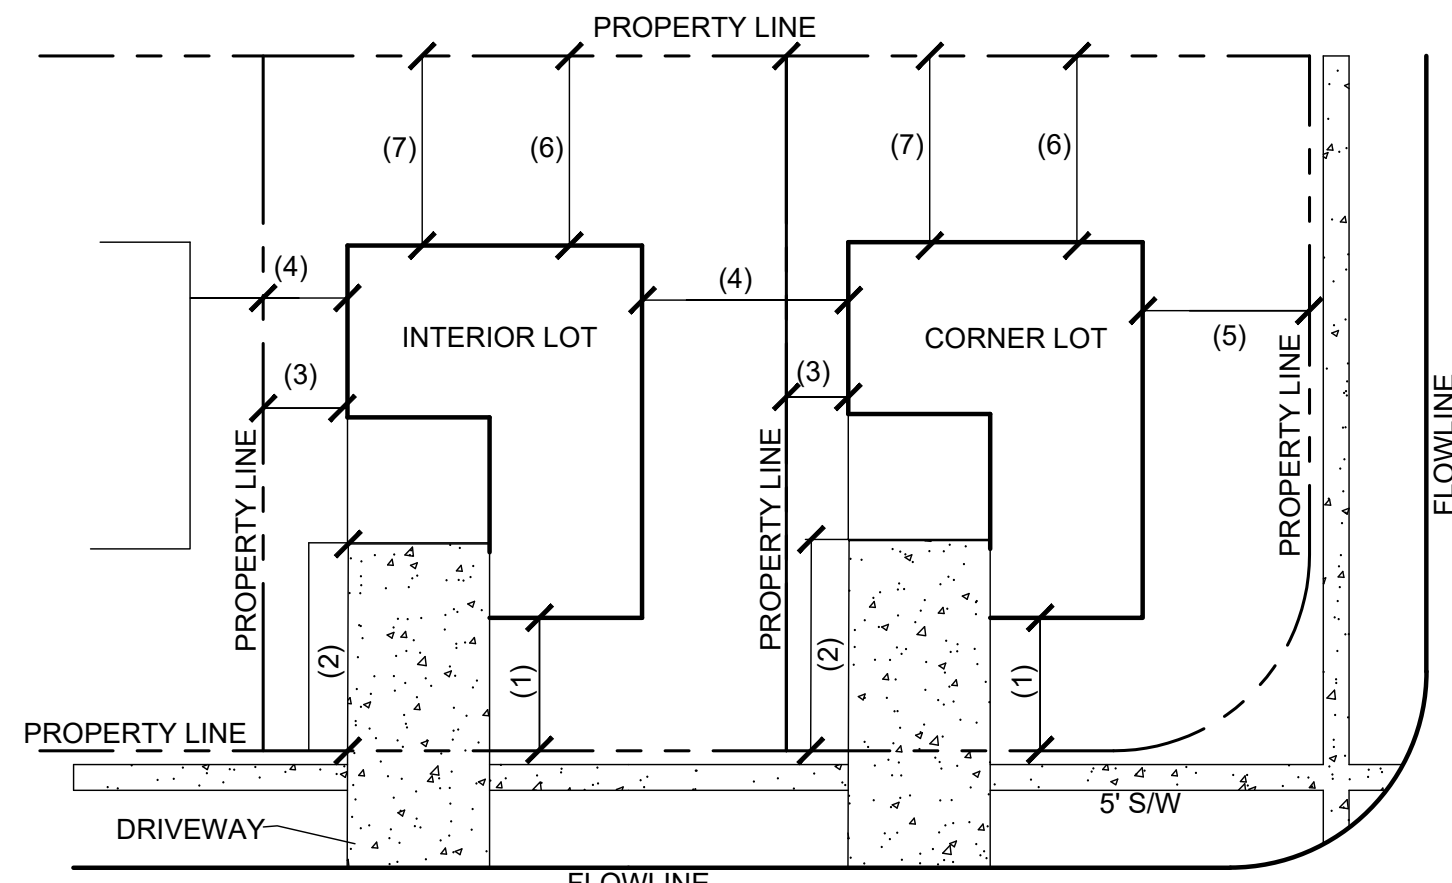 PROPERTY LINE
(7)
(6)
(7)
(6)
(4)
(4)
(5)
INTERIOR LOT
CORNER LOT
(3)
(3)
PROPERTY LINE
PROPERTY LINE
PROPERTY LINE
FLOWLINE
(2)
(1)
(2)
(1)
PROPERTY LINE
5' S/W
DRIVEWAY
FLOWLINE